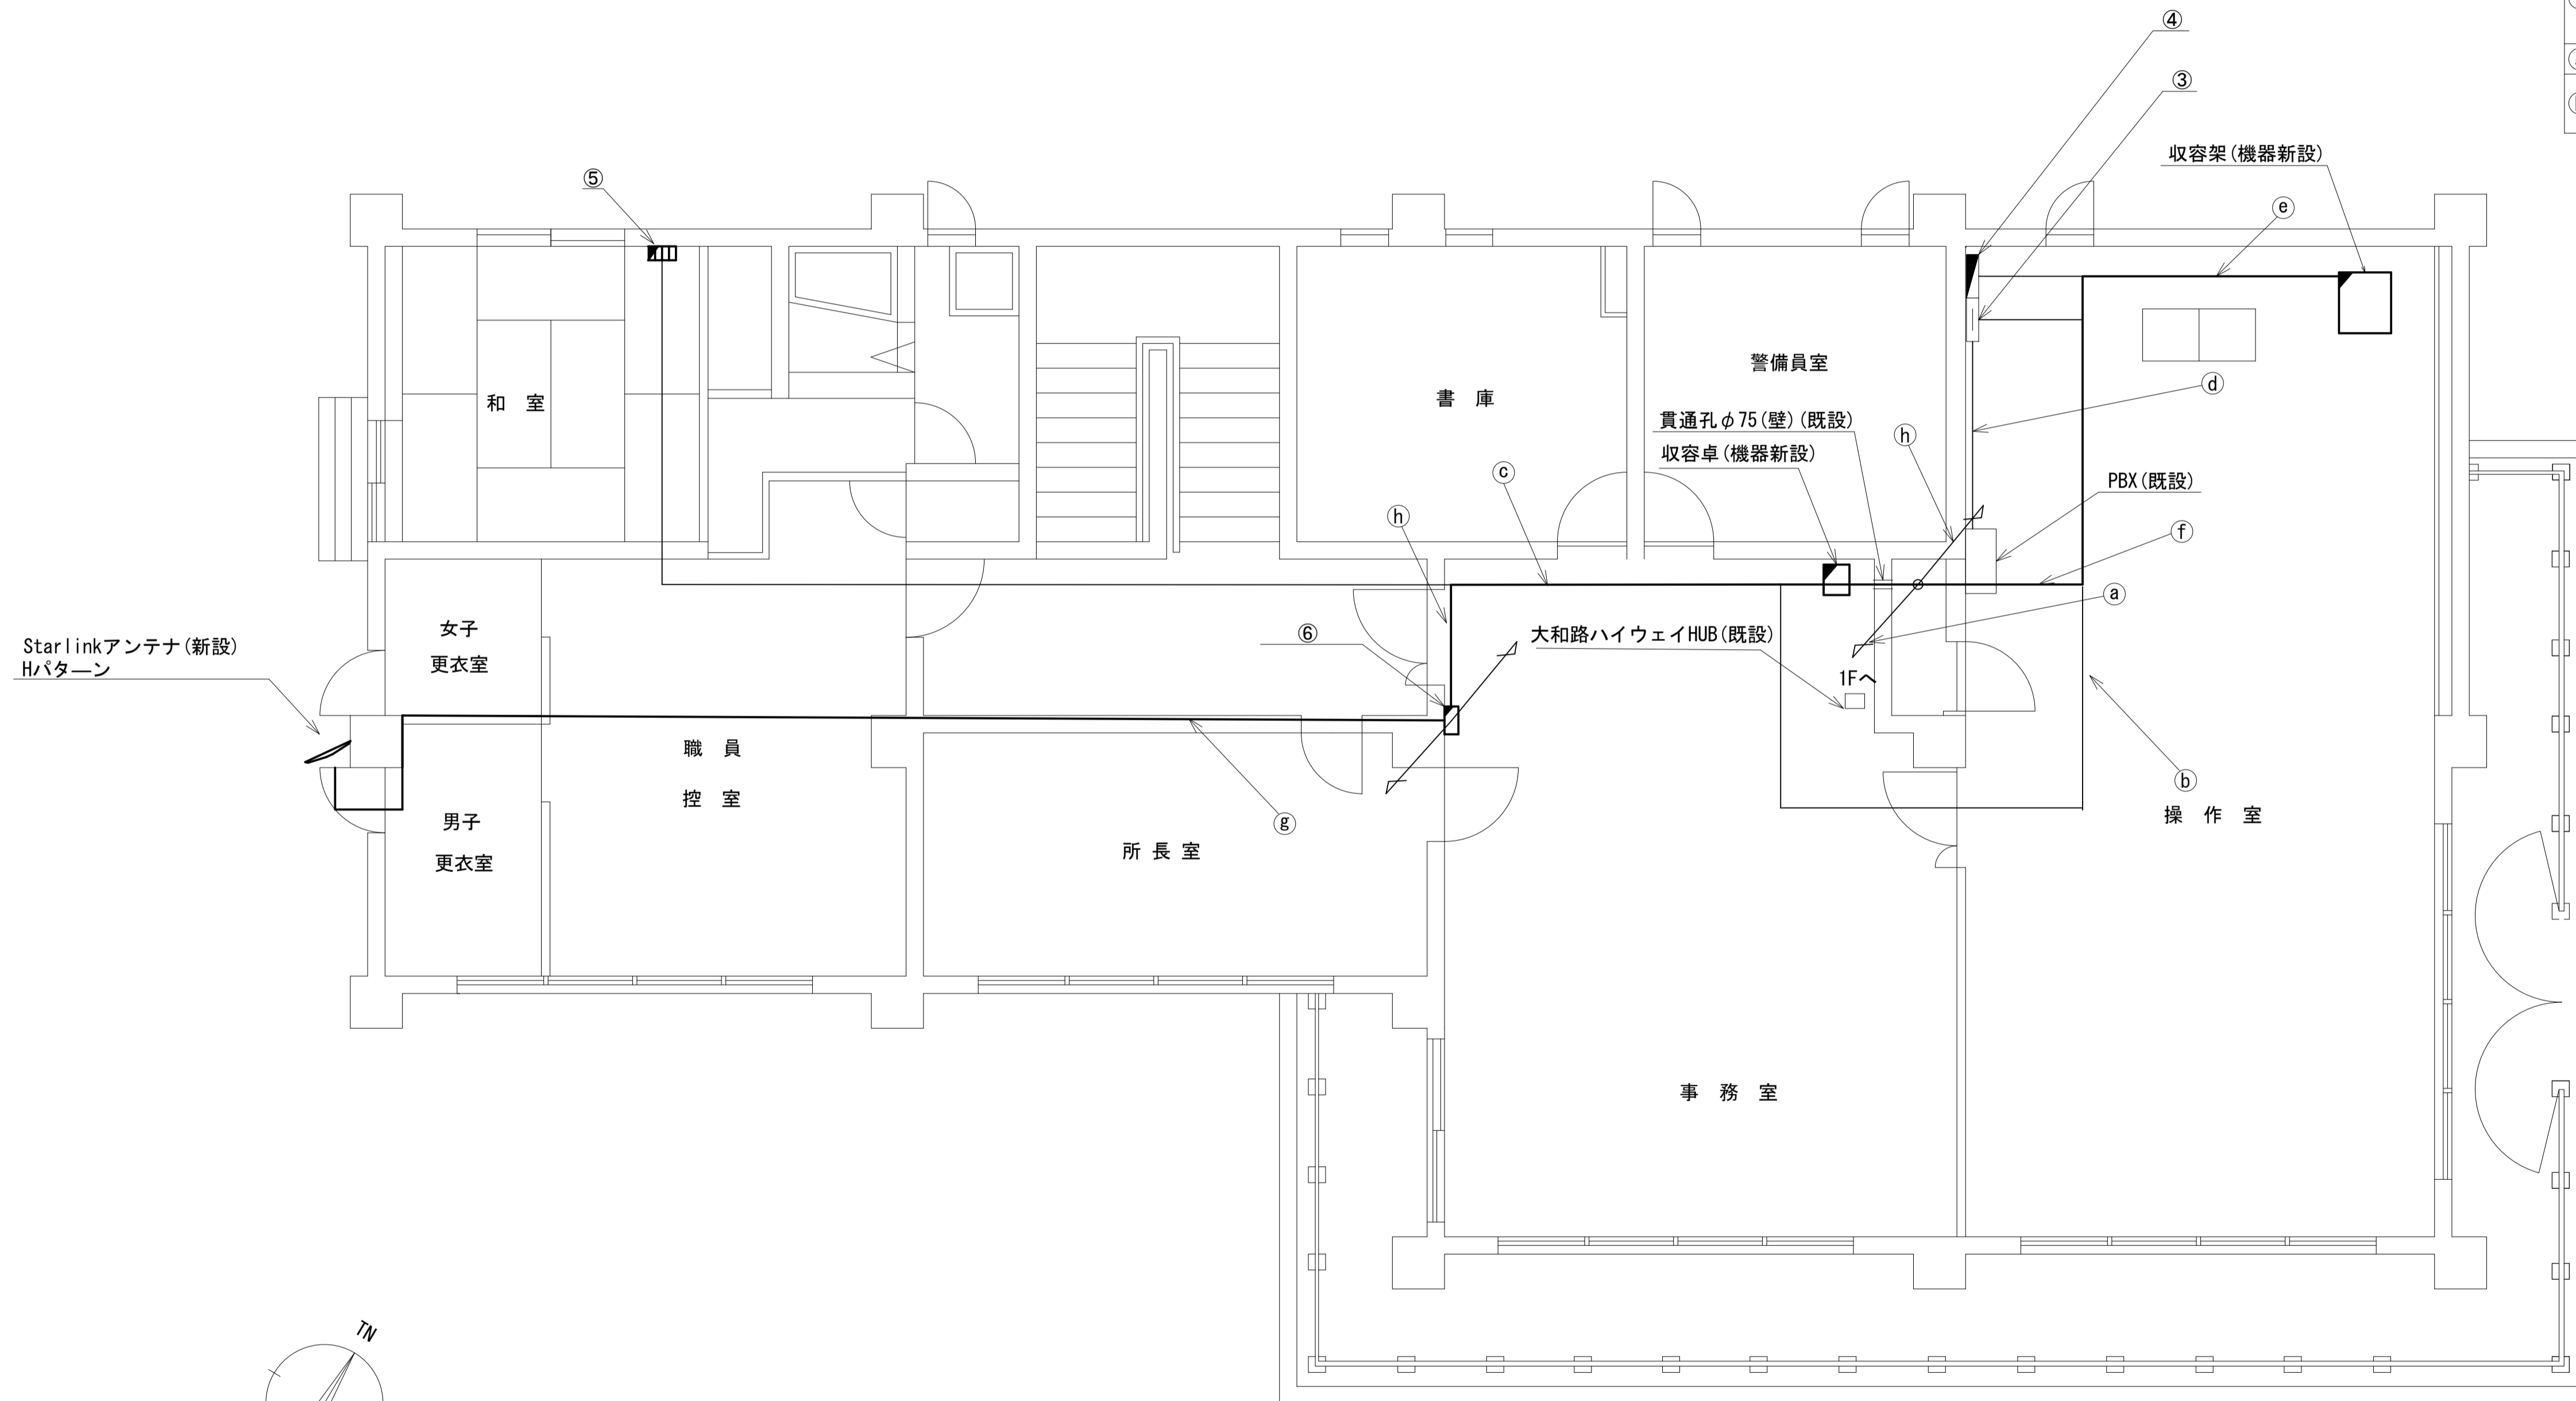 ④
③
収容架(機器新設)
⑤
ⓔ
警備員室
ⓓ
和 室
書 庫
貫通孔φ75(壁)(既設)
ⓗ
収容卓(機器新設)
ⓒ
PBX(既設)
ⓗ
ⓕ
ⓐ
女子
更衣室
⑥
大和路ハイウェイHUB(既設)
Starlinkアンテナ(新設)
Hパターン
1Fへ
職 員
控 室
ⓑ
操 作 室
男子
更衣室
ⓖ
所 長 室
事 務 室
TN